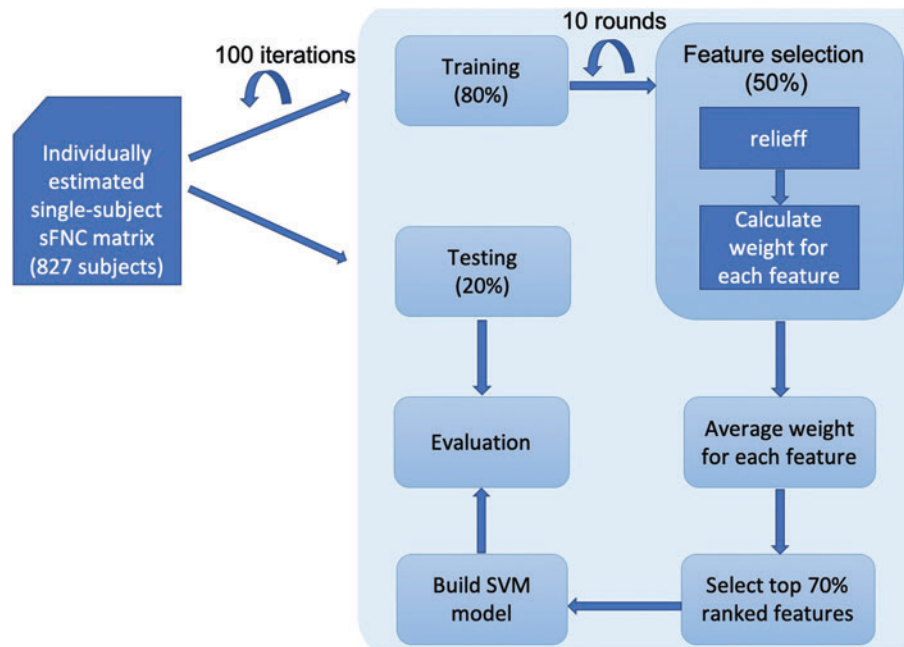 100 iterations
10 rounds
Individually
estimated
single-subject
sFNC matrix
(827 subjects)
Training
(80%)
Feature selection
(50%)
relieff
Calculate
weight for
each feature
Testing
(20%)
Evaluation
Average weight
for each feature
Build SVM
model
Select top 70%
ranked features